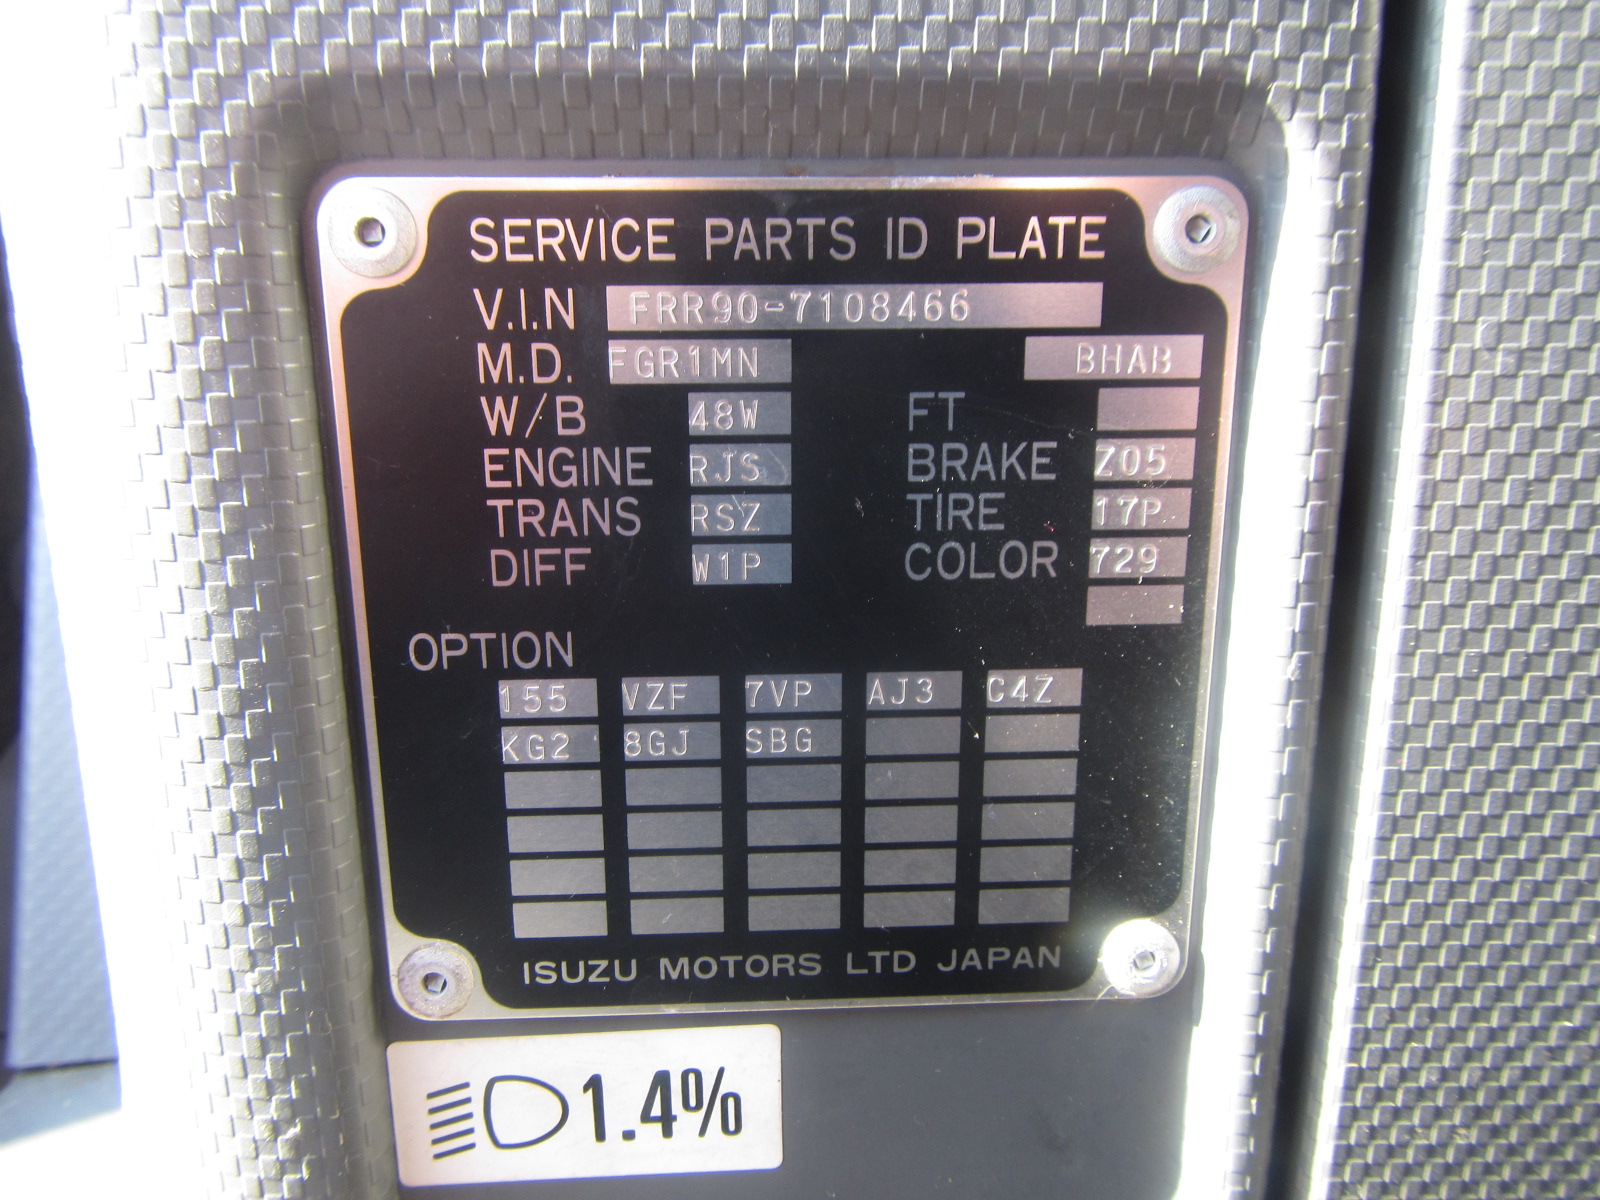 SERVICE PARTS ID PLATE
V.I.N FRR90-7108466
M.D. FGR1MN BHAB
W/B 48W FT
ENGINE RJS BRAKE Z05
TRANS RSZ TIRE 17P
DIFF W1P COLOR 729
OPTION
155 VZF 7VP AJ3 C4Z
KG2 8GJ SBG
ISUZU MOTORS LTD JAPAN
1.4%